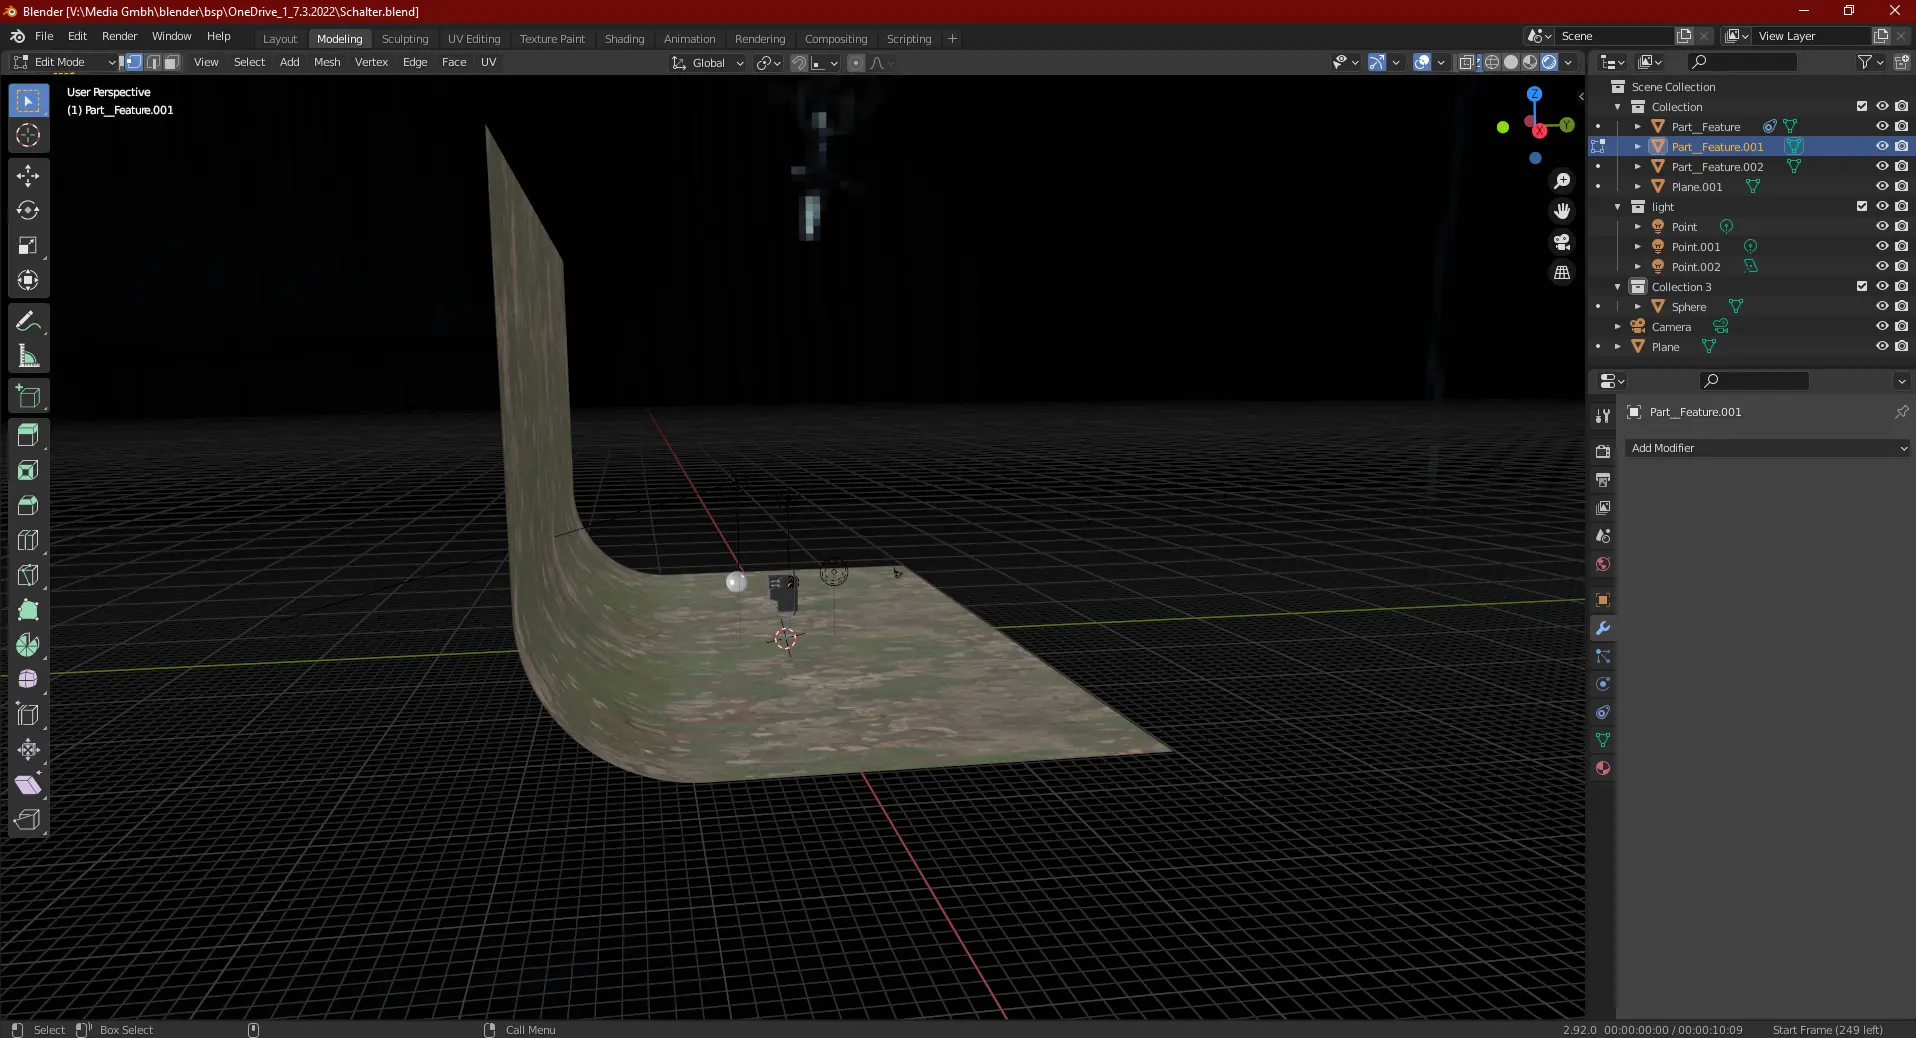 Blender [V:\Media Gmbh\blender\bsp\OneDrive_1_7.3.2022\Schalter.blend]
File Edit Render Window Help Layout Modeling Sculpting UV Editing Texture Paint Shading Animation Rendering Compositing Scripting + Scene View Layer
Edit Mode View Select Add Mesh Vertex Edge Face UV Global
User Perspective
(1) Part__Feature.001
Z
Y
X
Scene Collection
Collection
Part__Feature
Part__Feature.001
Part__Feature.002
Plane.001
light
Point
Point.001
Point.002
Collection 3
Sphere
Camera
Plane
Part__Feature.001
Add Modifier
Select Box Select Call Menu 2.92.0 00:00:00:00 / 00:00:10:09 Start Frame (249 left)